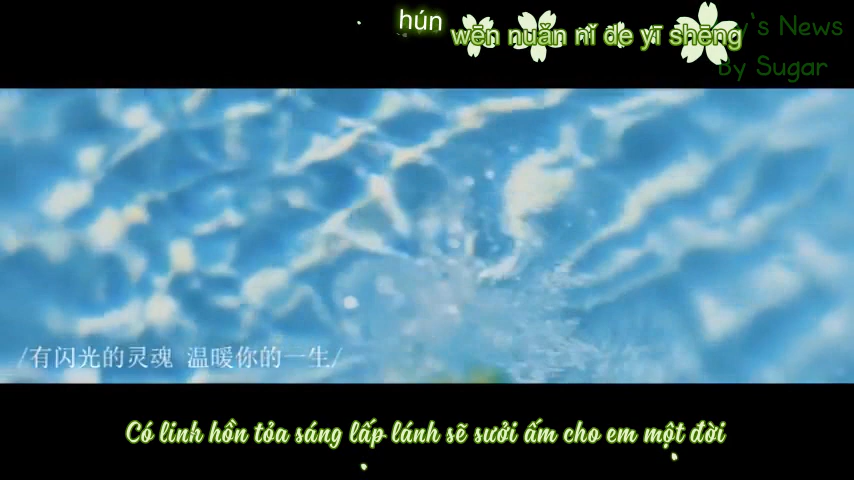 hún wēn nuǎn nǐ de yī shēng
's News
By Sugar
/有闪光的灵魂 温暖你的一生/
Có linh hồn tỏa sáng lấp lánh sẽ sưởi ấm cho em một đời